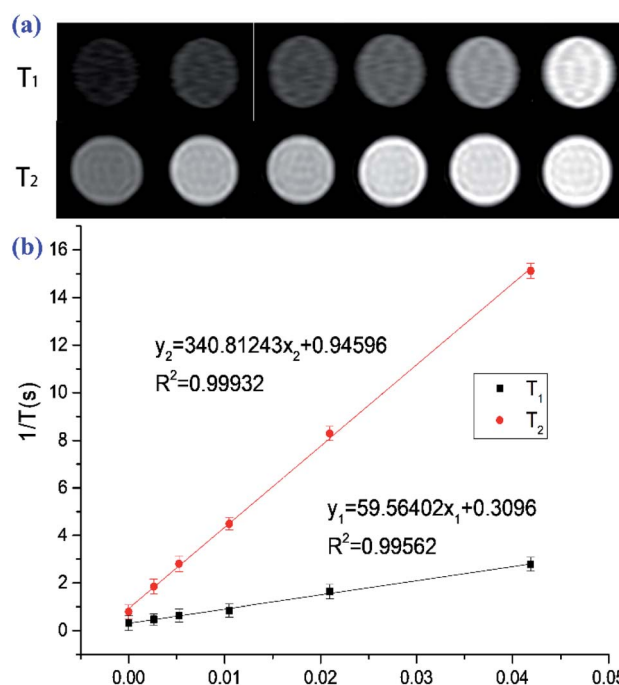 (a)
T₁
T₂
(b)
16
14
12
10
8
6
4
2
0
1/T(s)
y₂=340.81243x₂+0.94596
R²=0.99932
T₁
T₂
y₁=59.56402x₁+0.3096
R²=0.99562
0.00
0.01
0.02
0.03
0.04
0.05